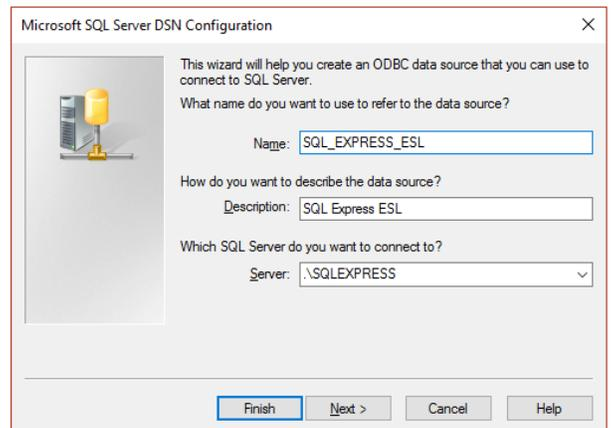 Microsoft SQL Server DSN Configuration
This wizard will help you create an ODBC data source that you can use to
connect to SQL Server.
What name do you want to use to refer to the data source?
Name: SQL_EXPRESS_ESL
How do you want to describe the data source?
Description: SQL Express ESL
Which SQL Server do you want to connect to?
Server: .\SQLEXPRESS
Finish Next > Cancel Help